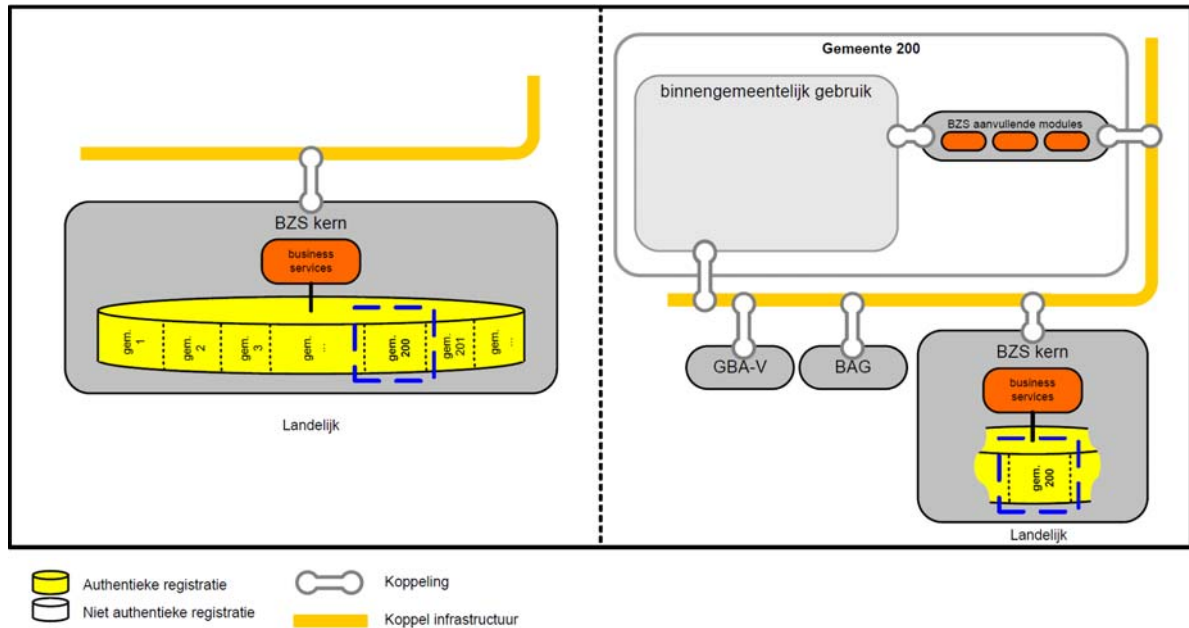 BZS kern
business
services
gem.
1
gem.
2
gem.
3
gem.
...
gem.
200
gem.
201
gem.
...
Landelijk
Gemeente 200
binnengemeentelijk gebruik
BZS aanvullende modules
GBA-V
BAG
BZS kern
business
services
gem.
200
Landelijk
Authentieke registratie
Niet authentieke registratie
Koppeling
Koppel infrastructuur